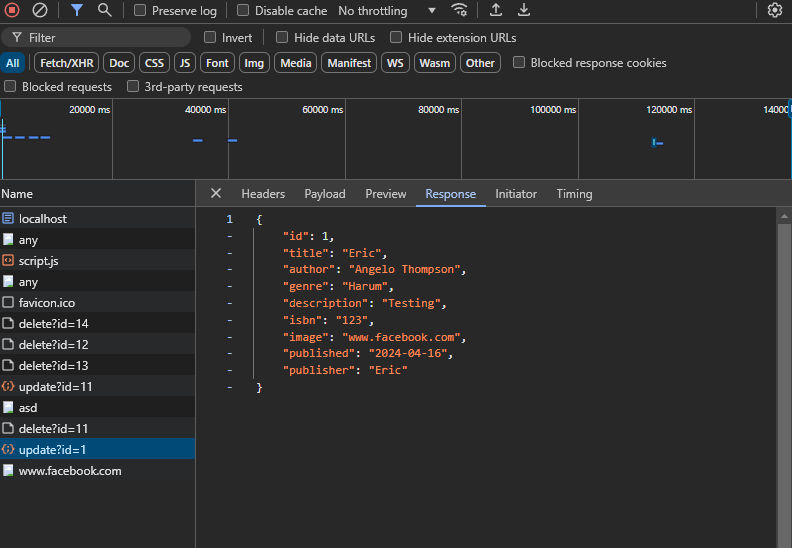 Preserve log Disable cache No throttling
Filter Invert Hide data URLs Hide extension URLs
All Fetch/XHR Doc CSS JS Font Img Media Manifest WS Wasm Other Blocked response cookies
Blocked requests 3rd-party requests
20000 ms 40000 ms 60000 ms 80000 ms 100000 ms 120000 ms 14000
Name
localhost
any
script.js
any
favicon.ico
delete?id=14
delete?id=12
delete?id=13
update?id=11
asd
delete?id=11
update?id=1
www.facebook.com
Headers Payload Preview Response Initiator Timing
1 {
- "id": 1,
- "title": "Eric",
- "author": "Angelo Thompson",
- "genre": "Harum",
- "description": "Testing",
- "isbn": "123",
- "image": "www.facebook.com",
- "published": "2024-04-16",
- "publisher": "Eric"
- }